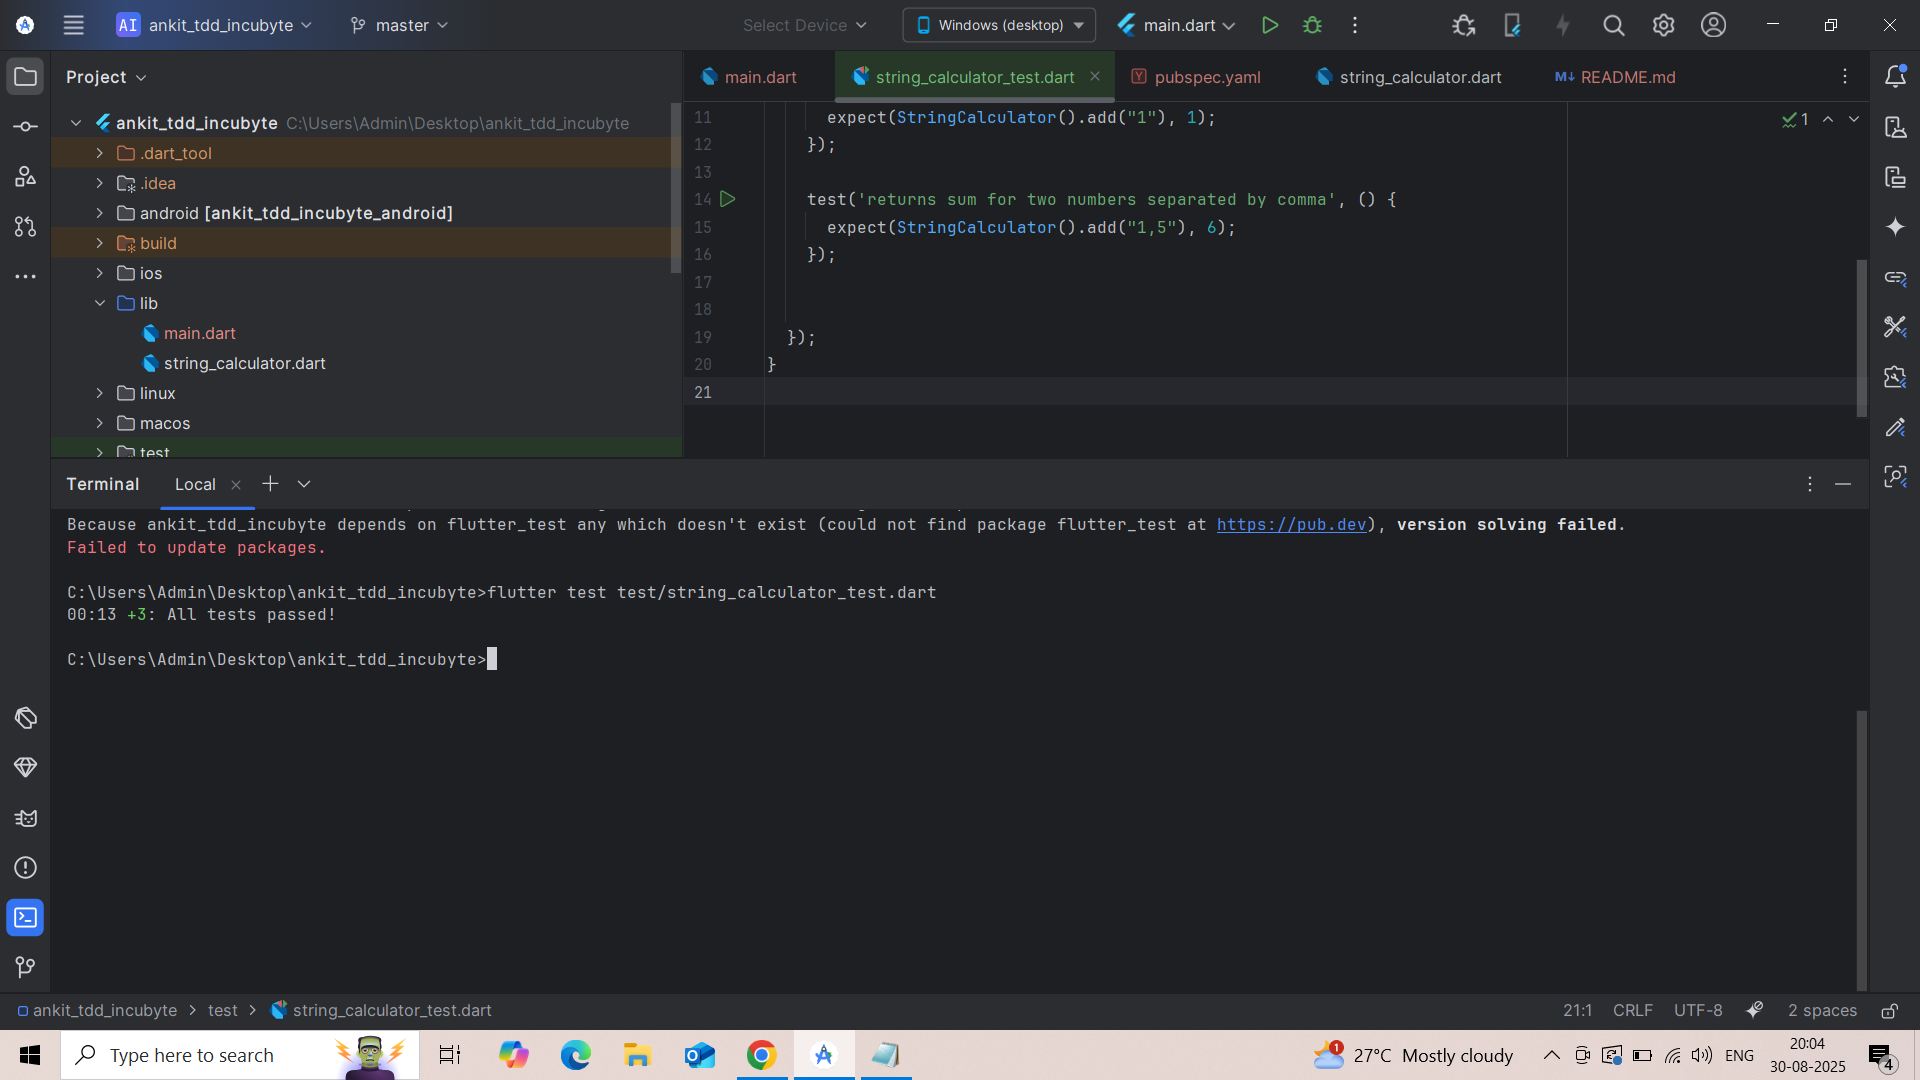 AI ankit_tdd_incubyte master Select Device Windows (desktop) main.dart
Project
ankit_tdd_incubyte C:\Users\Admin\Desktop\ankit_tdd_incubyte
.dart_tool
.idea
android [ankit_tdd_incubyte_android]
build
ios
lib
main.dart
string_calculator.dart
linux
macos
test
main.dart string_calculator_test.dart pubspec.yaml string_calculator.dart M↓ README.md
1
11 expect(StringCalculator().add("1"), 1);
12 });
13
14 test('returns sum for two numbers separated by comma', () {
15 expect(StringCalculator().add("1,5"), 6);
16 });
17
18
19 });
20 }
21
Terminal Local
Because ankit_tdd_incubyte depends on flutter_test any which doesn't exist (could not find package flutter_test at https://pub.dev), version solving failed.
Failed to update packages.
C:\Users\Admin\Desktop\ankit_tdd_incubyte>flutter test test/string_calculator_test.dart
00:13 +3: All tests passed!
C:\Users\Admin\Desktop\ankit_tdd_incubyte>
ankit_tdd_incubyte > test > string_calculator_test.dart 21:1 CRLF UTF-8 2 spaces
Type here to search 1 27°C Mostly cloudy ENG 20:04
30-08-2025 4